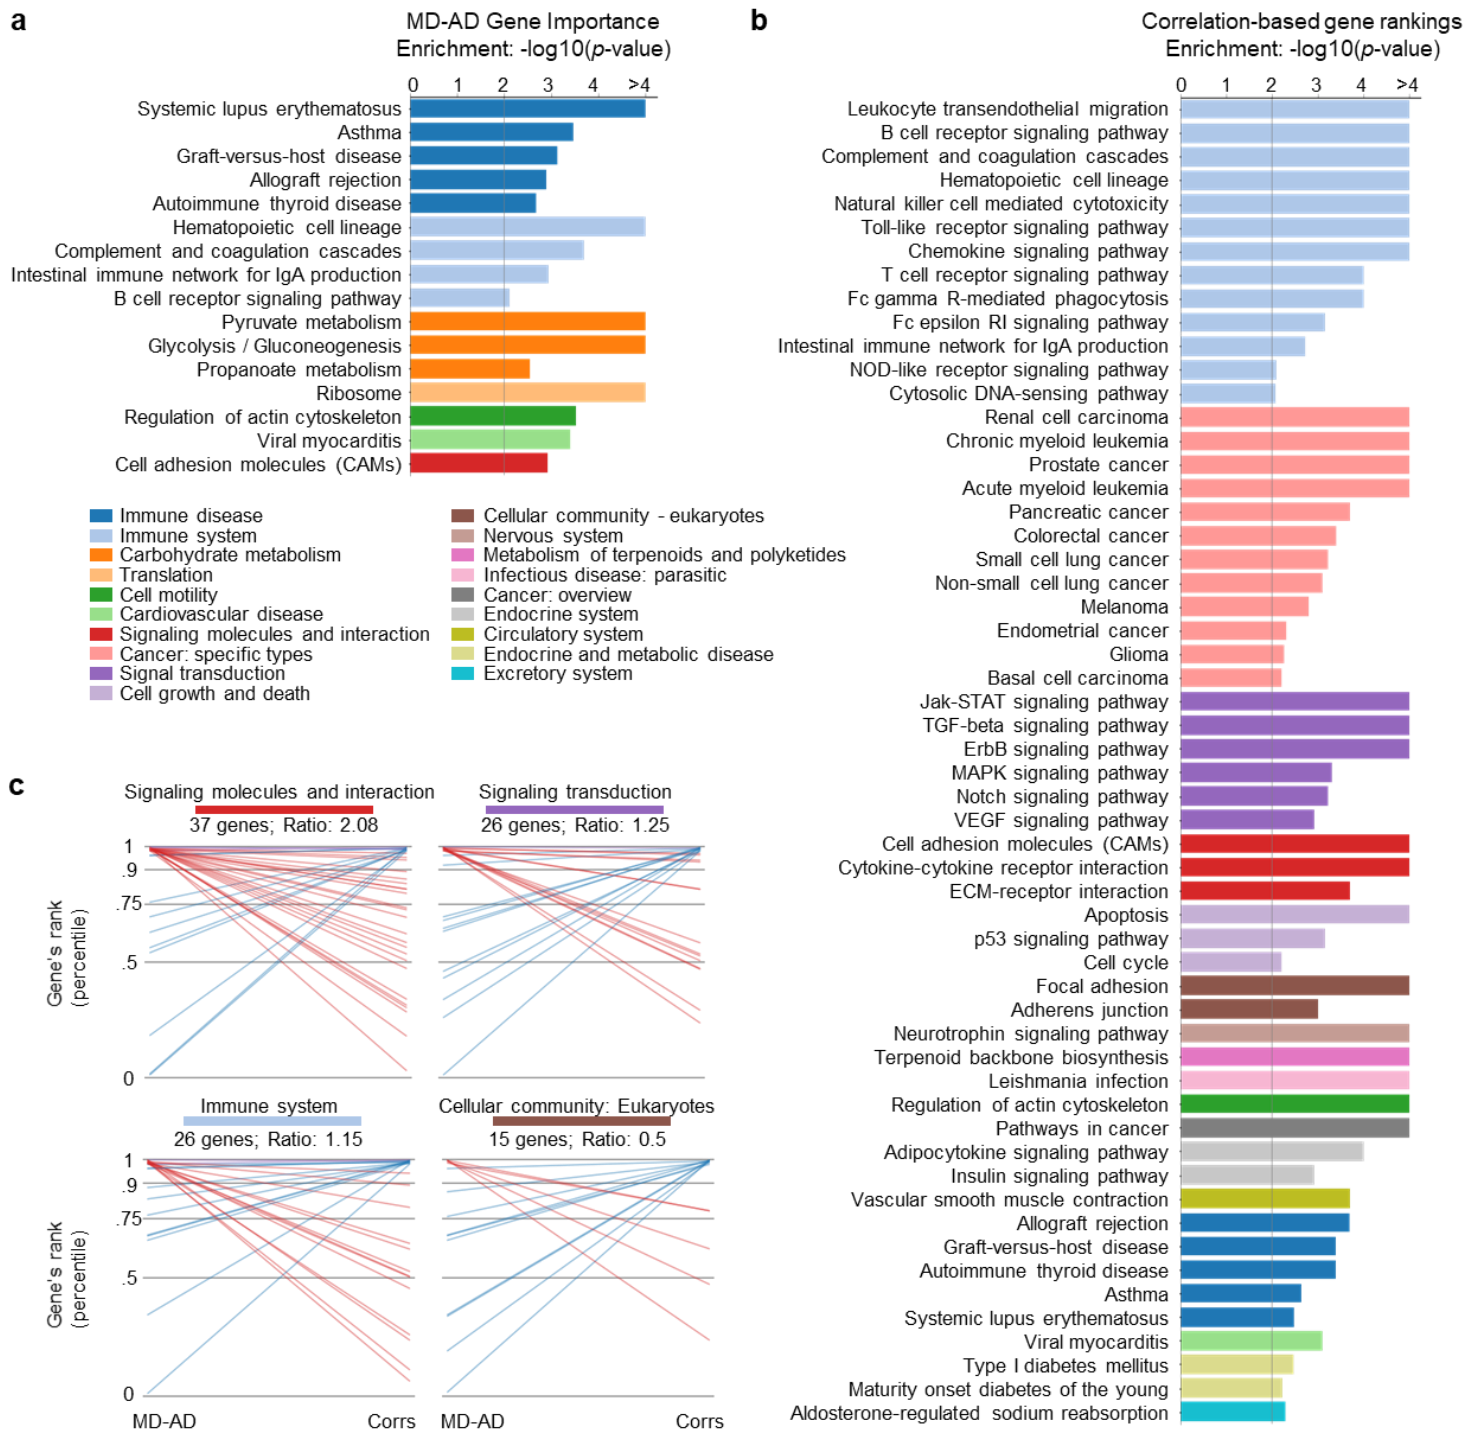 a
MD-AD Gene Importance
Enrichment: -log10(p-value)
0 1 2 3 4 >4
Systemic lupus erythematosus
Asthma
Graft-versus-host disease
Allograft rejection
Autoimmune thyroid disease
Hematopoietic cell lineage
Complement and coagulation cascades
Intestinal immune network for IgA production
B cell receptor signaling pathway
Pyruvate metabolism
Glycolysis / Gluconeogenesis
Propanoate metabolism
Ribosome
Regulation of actin cytoskeleton
Viral myocarditis
Cell adhesion molecules (CAMs)
Immune disease
Immune system
Carbohydrate metabolism
Translation
Cell motility
Cardiovascular disease
Signaling molecules and interaction
Cancer: specific types
Signal transduction
Cell growth and death
Cellular community - eukaryotes
Nervous system
Metabolism of terpenoids and polyketides
Infectious disease: parasitic
Cancer: overview
Endocrine system
Circulatory system
Endocrine and metabolic disease
Excretory system
b
Correlation-based gene rankings
Enrichment: -log10(p-value)
0 1 2 3 4 >4
Leukocyte transendothelial migration
B cell receptor signaling pathway
Complement and coagulation cascades
Hematopoietic cell lineage
Natural killer cell mediated cytotoxicity
Toll-like receptor signaling pathway
Chemokine signaling pathway
T cell receptor signaling pathway
Fc gamma R-mediated phagocytosis
Fc epsilon RI signaling pathway
Intestinal immune network for IgA production
NOD-like receptor signaling pathway
Cytosolic DNA-sensing pathway
Renal cell carcinoma
Chronic myeloid leukemia
Prostate cancer
Acute myeloid leukemia
Pancreatic cancer
Colorectal cancer
Small cell lung cancer
Non-small cell lung cancer
Melanoma
Endometrial cancer
Glioma
Basal cell carcinoma
Jak-STAT signaling pathway
TGF-beta signaling pathway
ErbB signaling pathway
MAPK signaling pathway
Notch signaling pathway
VEGF signaling pathway
Cell adhesion molecules (CAMs)
Cytokine-cytokine receptor interaction
ECM-receptor interaction
Apoptosis
p53 signaling pathway
Cell cycle
Focal adhesion
Adherens junction
Neurotrophin signaling pathway
Terpenoid backbone biosynthesis
Leishmania infection
Regulation of actin cytoskeleton
Pathways in cancer
Adipocytokine signaling pathway
Insulin signaling pathway
Vascular smooth muscle contraction
Allograft rejection
Graft-versus-host disease
Autoimmune thyroid disease
Asthma
Systemic lupus erythematosus
Viral myocarditis
Type I diabetes mellitus
Maturity onset diabetes of the young
Aldosterone-regulated sodium reabsorption
c
Signaling molecules and interaction
37 genes; Ratio: 2.08
Signaling transduction
26 genes; Ratio: 1.25
1
.9
.75
.5
0
Gene's rank
(percentile)
Immune system
26 genes; Ratio: 1.15
Cellular community: Eukaryotes
15 genes; Ratio: 0.5
1
.9
.75
.5
0
Gene's rank
(percentile)
MD-AD Corrs MD-AD Corrs